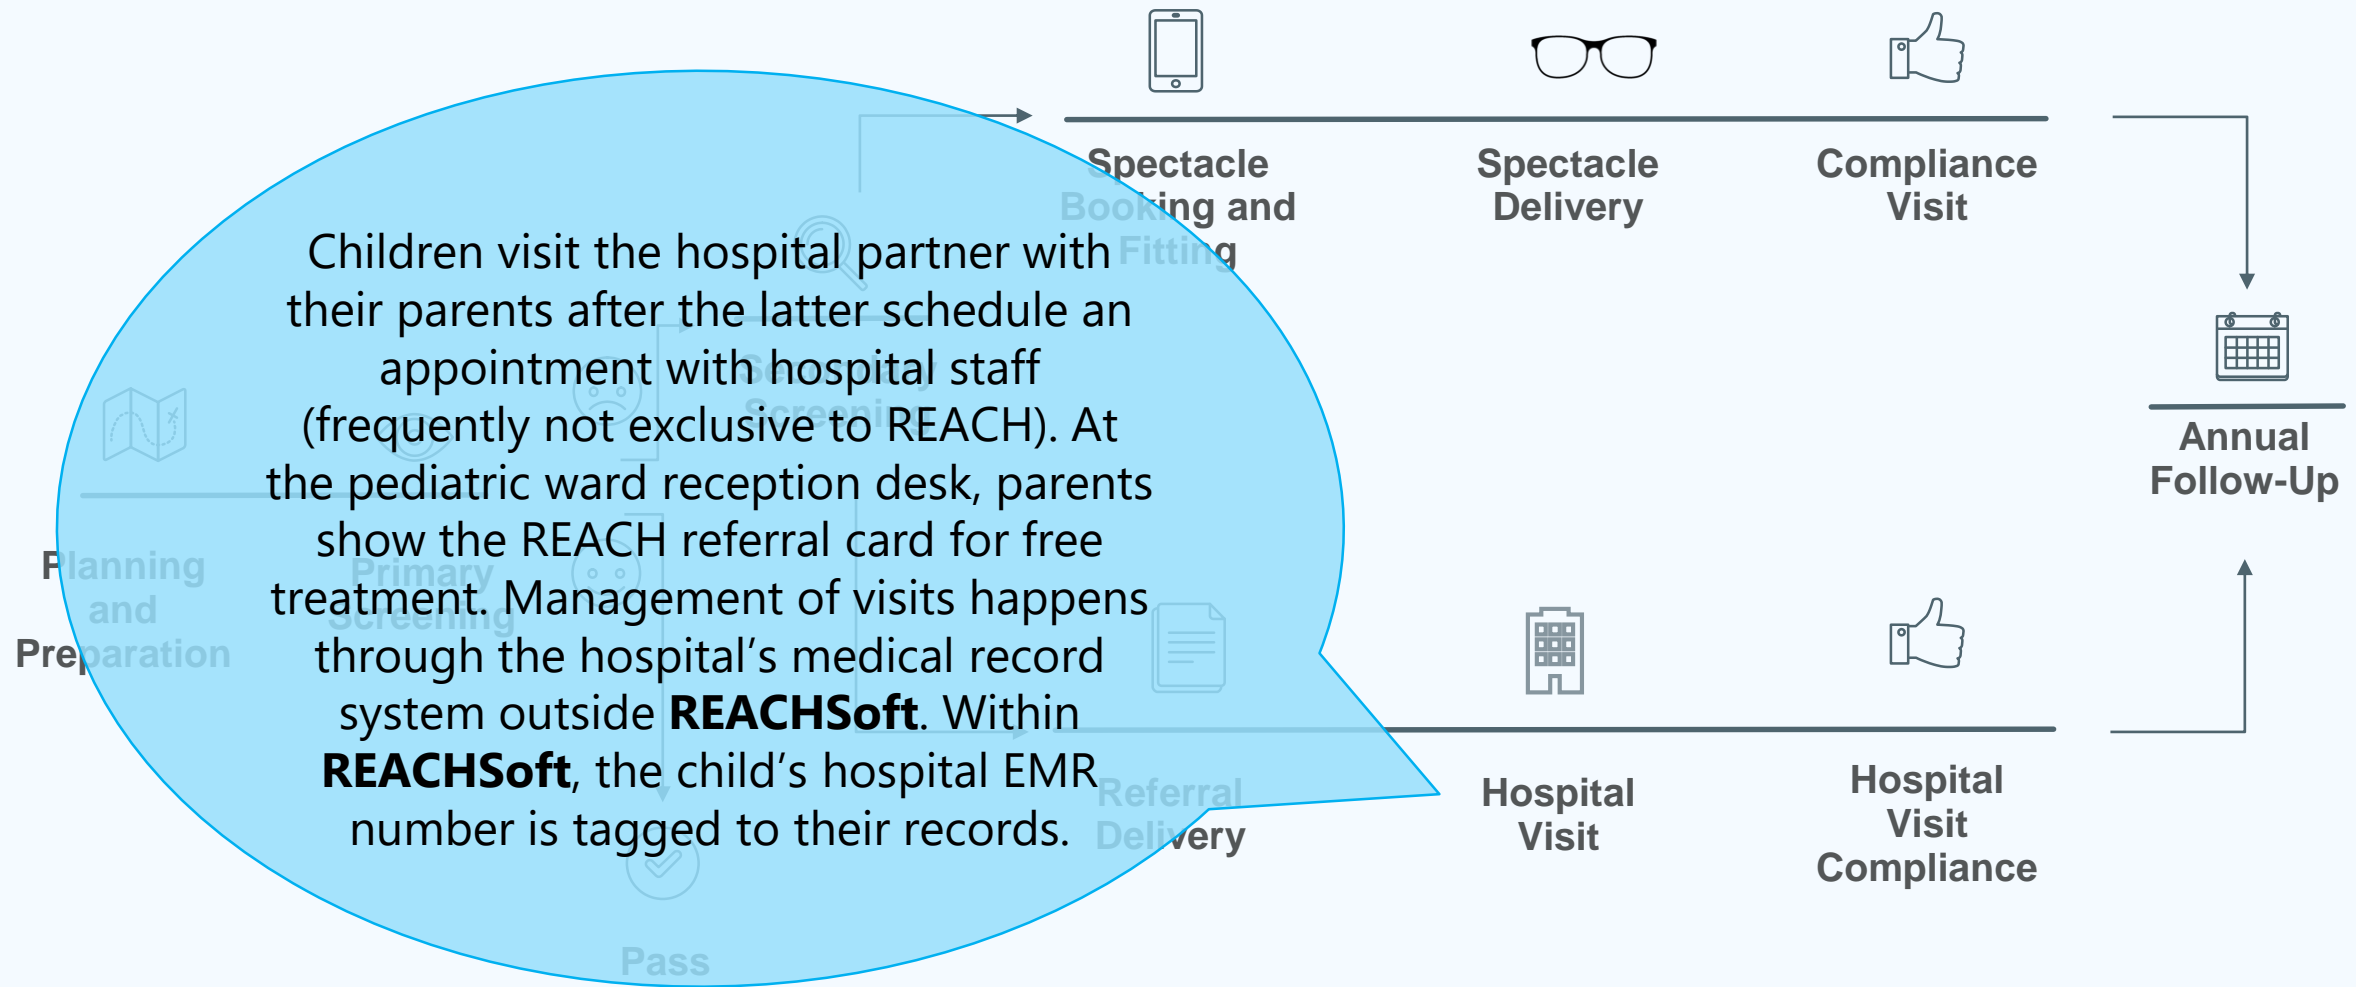 Spectacle
Booking and
Fitting
Spectacle
Delivery
Compliance
Visit
Annual
Follow-Up
Children visit the hospital partner with
their parents after the latter schedule an
appointment with hospital staff
(frequently not exclusive to REACH). At
the pediatric ward reception desk, parents
show the REACH referral card for free
treatment. Management of visits happens
through the hospital’s medical record
system outside REACHSoft. Within
REACHSoft, the child’s hospital EMR
number is tagged to their records.
Planning
and
Preparation
Primary
Screening
Secondary
Screening
Pass
Referral
Delivery
Hospital
Visit
Hospital
Visit
Compliance